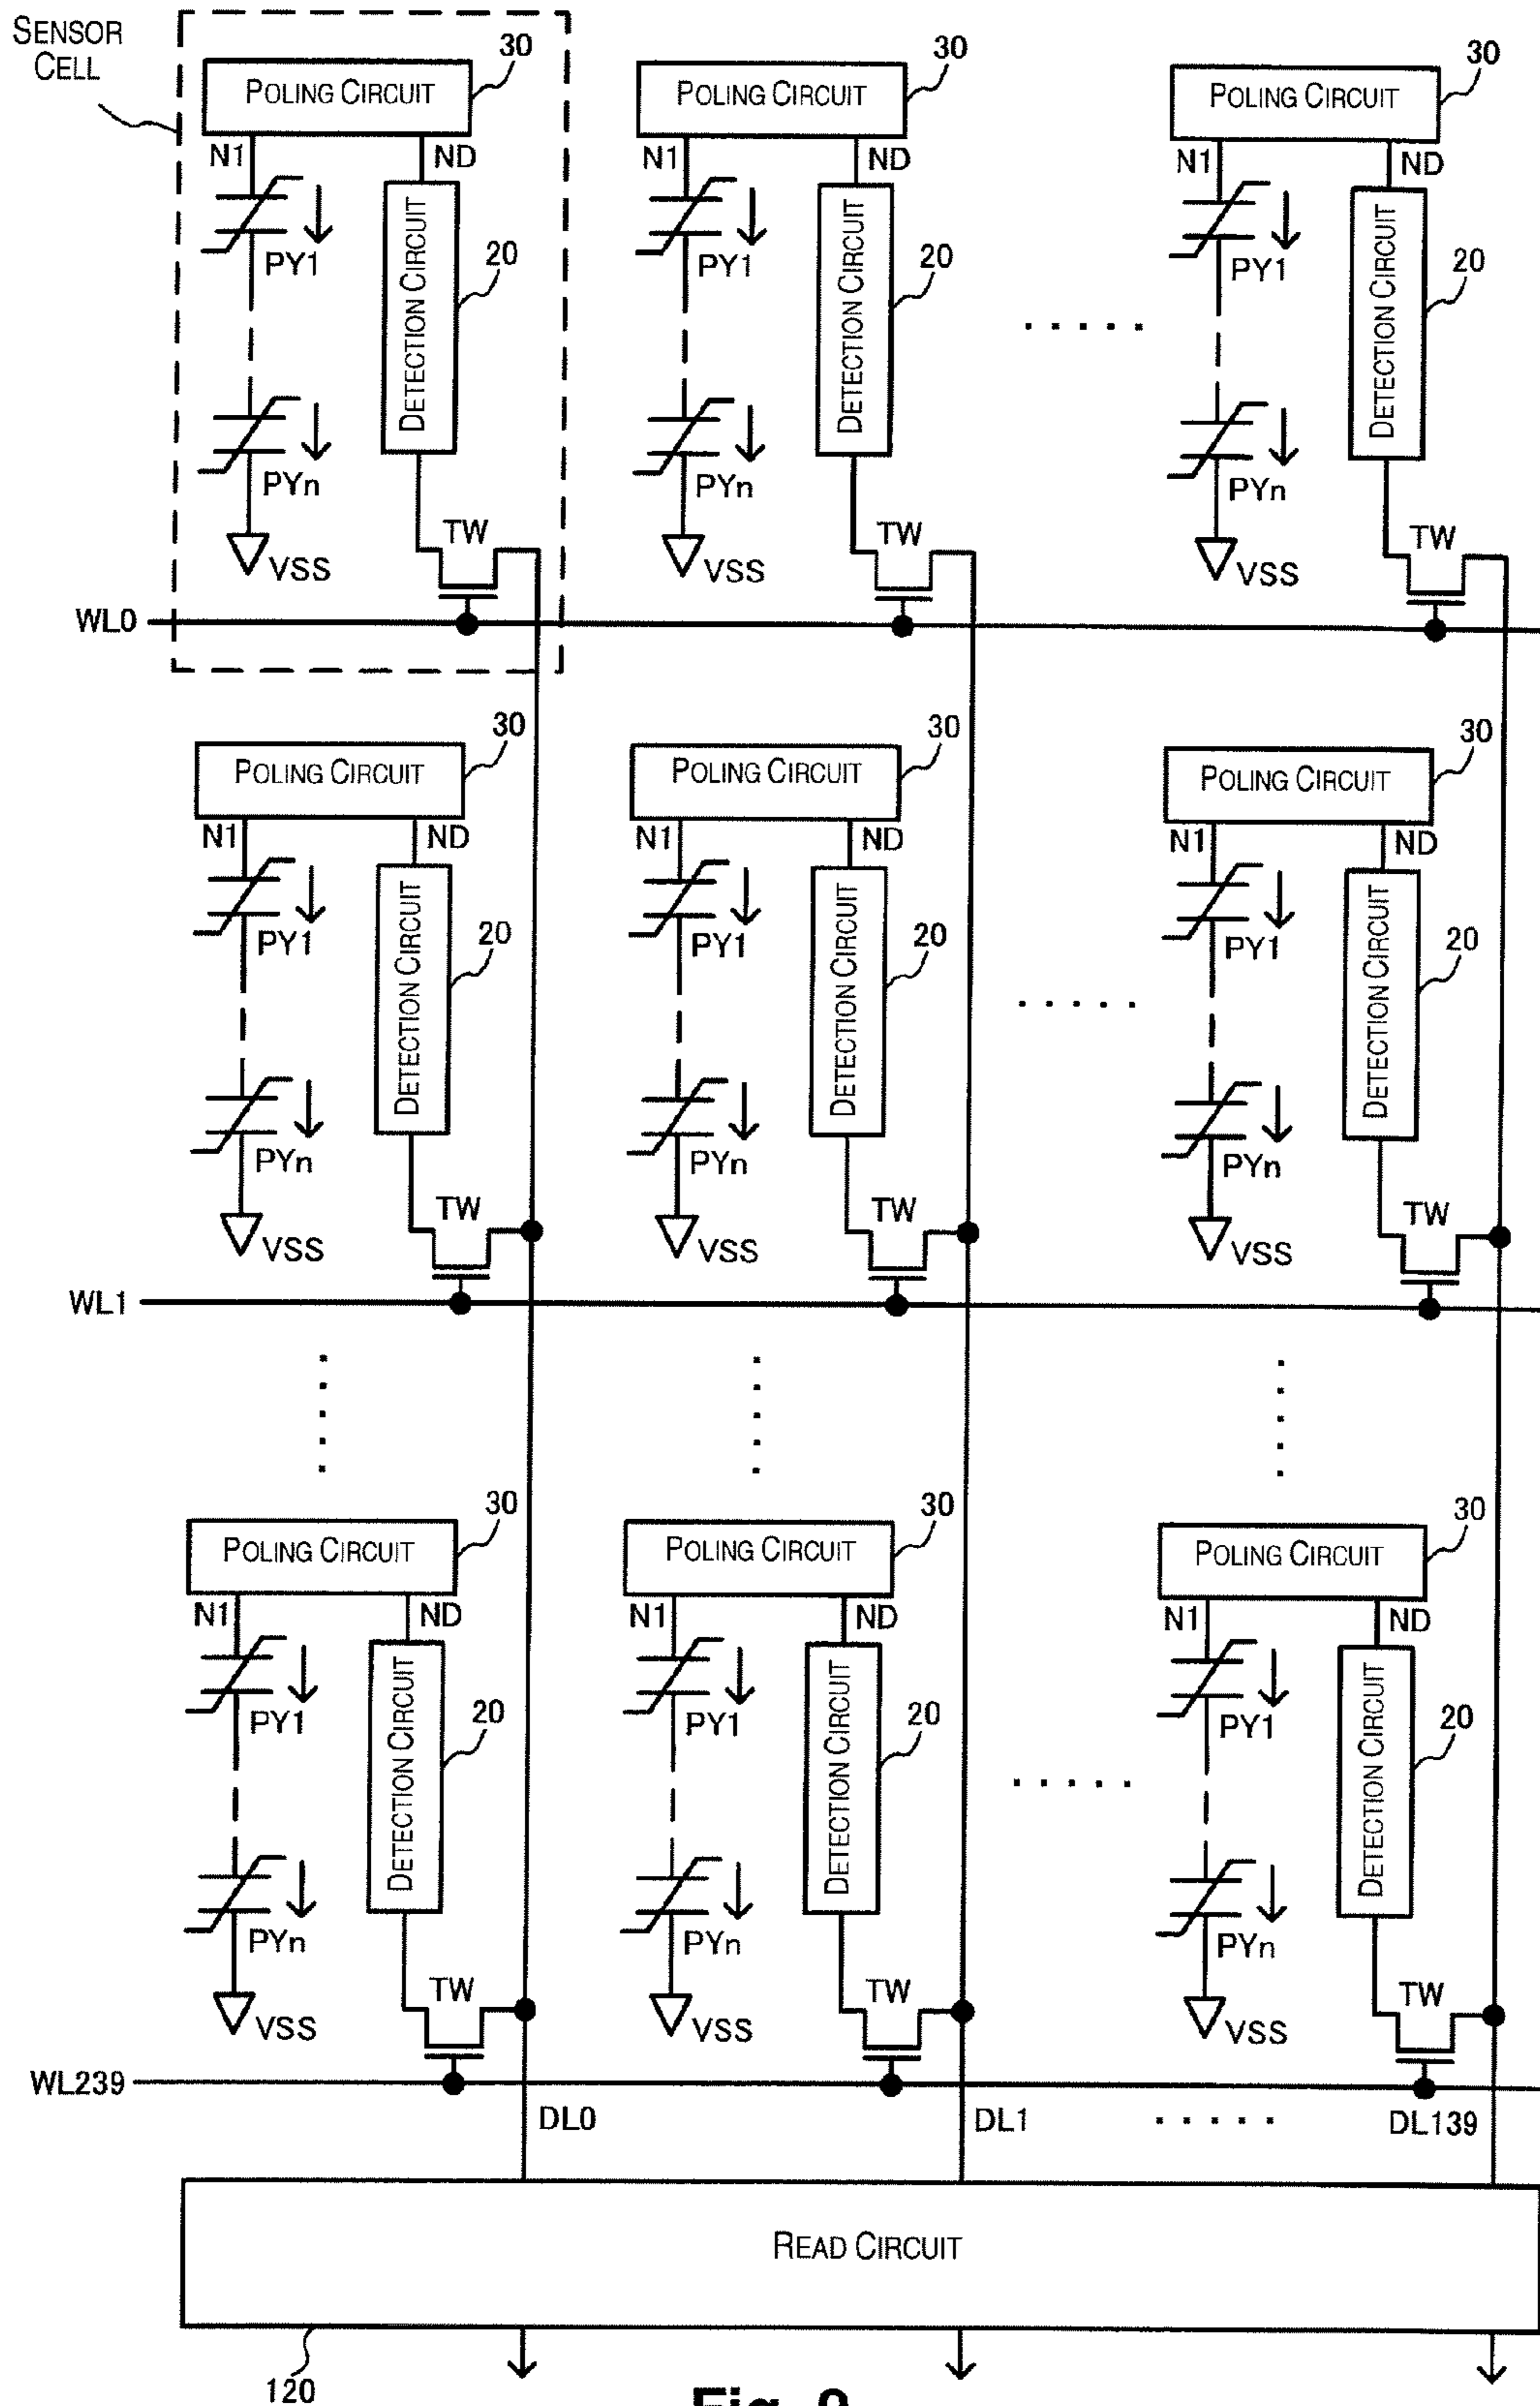 SENSOR
CELL
POLING CIRCUIT 30 POLING CIRCUIT 30 POLING CIRCUIT 30
N1 ND N1 ND N1 ND
DETECTION CIRCUIT DETECTION CIRCUIT DETECTION CIRCUIT
PY1 20 PY1 20 PY1 20
PYn PYn PYn
TW TW TW
VSS VSS VSS
WL0
POLING CIRCUIT 30 POLING CIRCUIT 30 POLING CIRCUIT 30
N1 ND N1 ND N1 ND
DETECTION CIRCUIT DETECTION CIRCUIT DETECTION CIRCUIT
PY1 20 PY1 20 PY1 20
PYn PYn PYn
TW TW TW
VSS VSS VSS
WL1
POLING CIRCUIT 30 POLING CIRCUIT 30 POLING CIRCUIT 30
N1 ND N1 ND N1 ND
DETECTION CIRCUIT DETECTION CIRCUIT DETECTION CIRCUIT
PY1 20 PY1 20 PY1 20
PYn PYn PYn
TW TW TW
VSS VSS VSS
WL239
DL0 DL1 ..... DL139
READ CIRCUIT
120